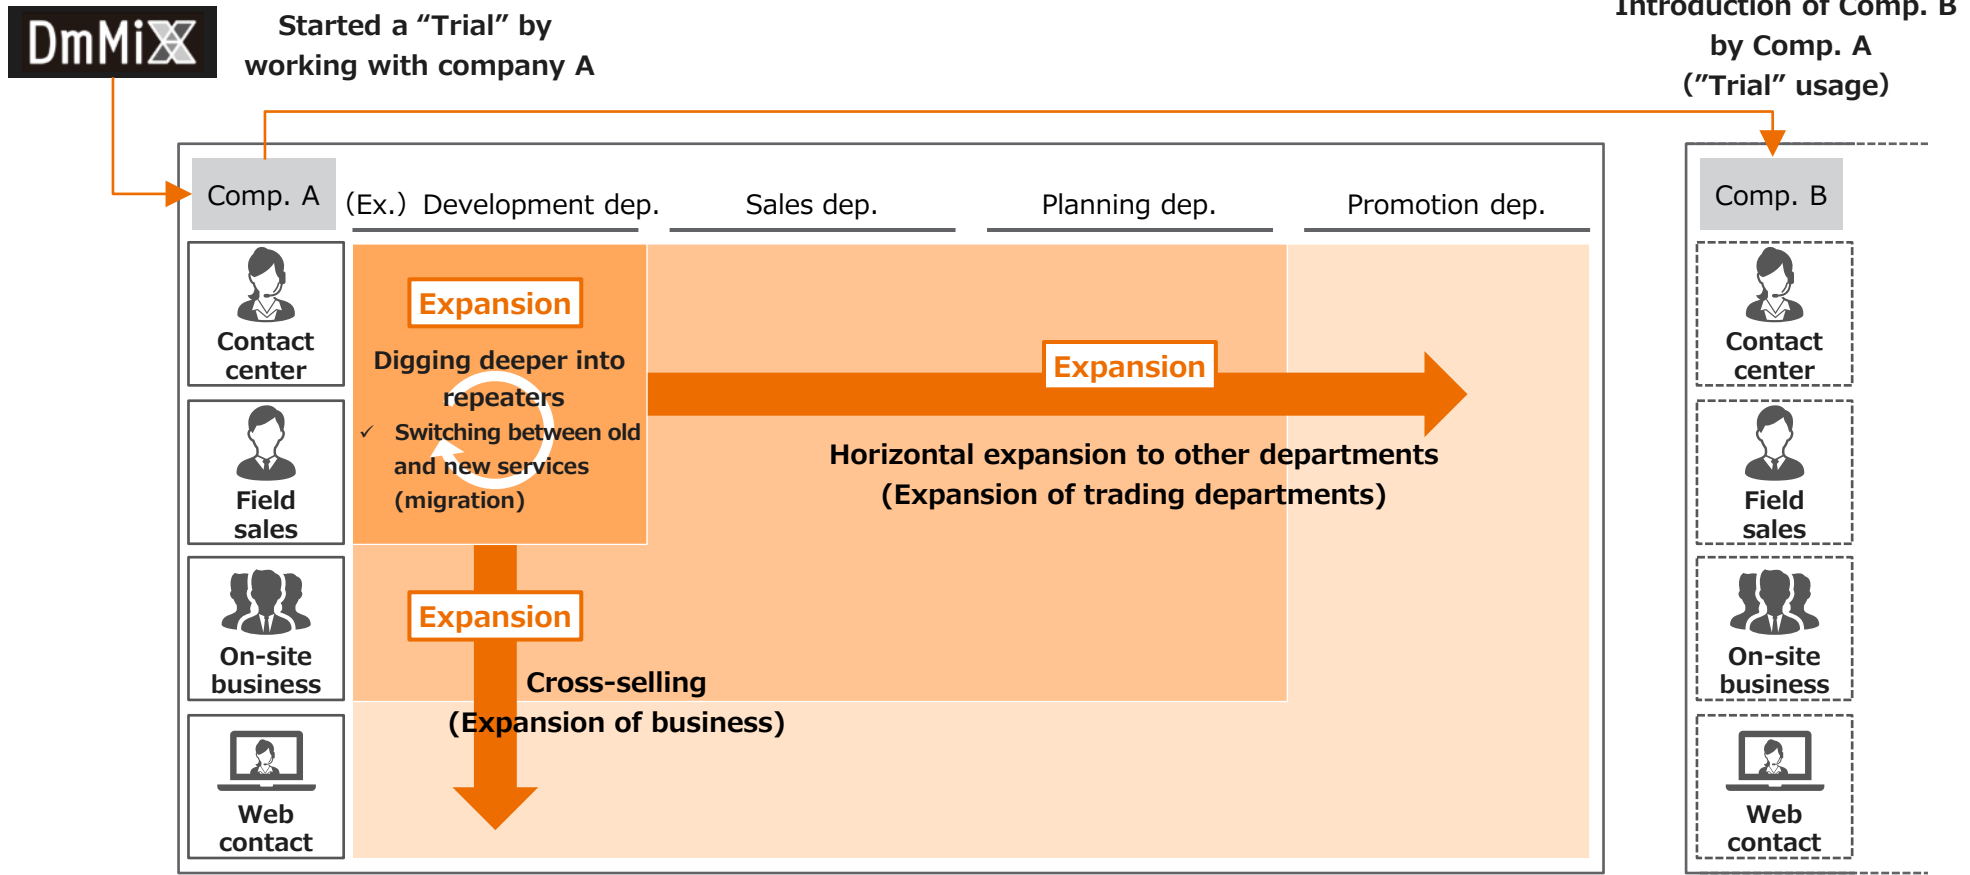 DmMiX
Started a “Trial” by
working with company A
Introduction of Comp. B
by Comp. A
(”Trial” usage)
Comp. A
(Ex.) Development dep.
Sales dep.
Planning dep.
Promotion dep.
Comp. B
Contact
center
Field
sales
On-site
business
Web
contact
Expansion
Digging deeper into
repeaters
✓ Switching between old
and new services
(migration)
Expansion
Horizontal expansion to other departments
(Expansion of trading departments)
Expansion
Cross-selling
(Expansion of business)
Contact
center
Field
sales
On-site
business
Web
contact